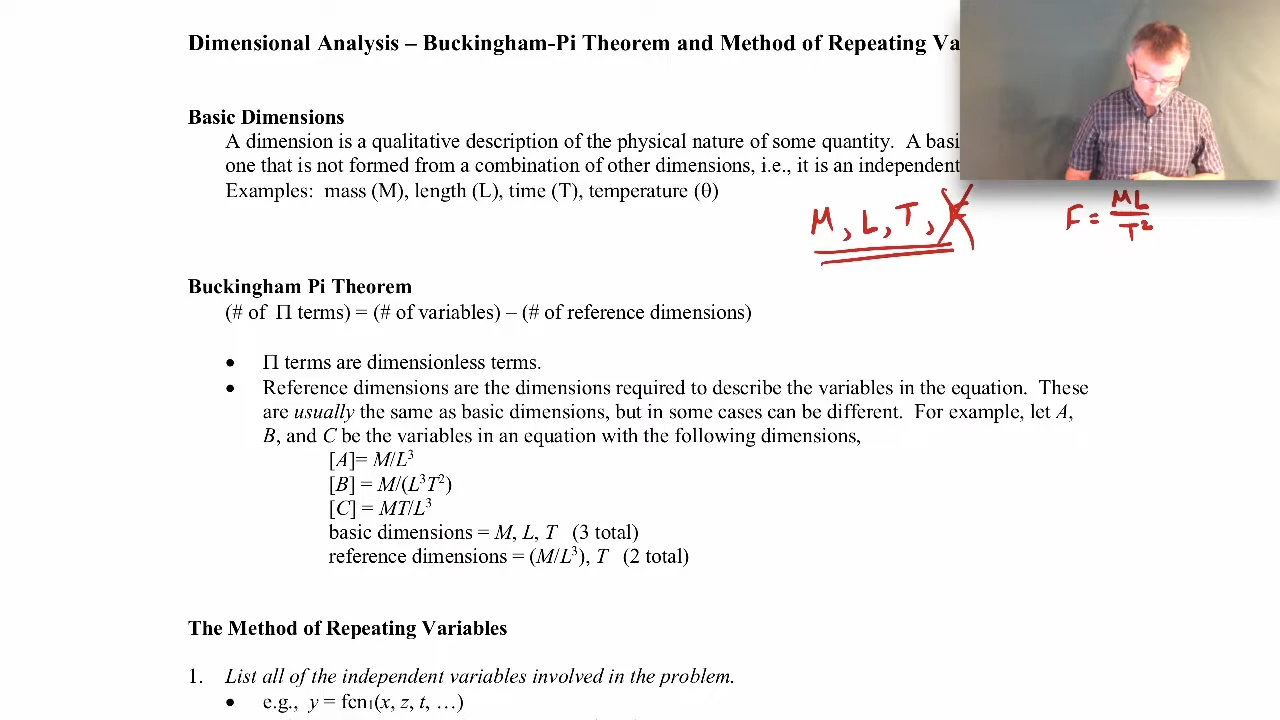 Dimensional Analysis – Buckingham-Pi Theorem and Method of Repeating Va
Basic Dimensions
A dimension is a qualitative description of the physical nature of some quantity. A basi
one that is not formed from a combination of other dimensions, i.e., it is an independent
Examples: mass (M), length (L), time (T), temperature (θ)
M, L, T, F
F = ML/T²
Buckingham Pi Theorem
(# of Π terms) = (# of variables) – (# of reference dimensions)
• Π terms are dimensionless terms.
• Reference dimensions are the dimensions required to describe the variables in the equation. These
are usually the same as basic dimensions, but in some cases can be different. For example, let A,
B, and C be the variables in an equation with the following dimensions,
[A]= M/L³
[B] = M/(L³T²)
[C] = MT/L³
basic dimensions = M, L, T (3 total)
reference dimensions = (M/L³), T (2 total)
The Method of Repeating Variables
1. List all of the independent variables involved in the problem.
• e.g., y = fcn₁(x, z, t, …)